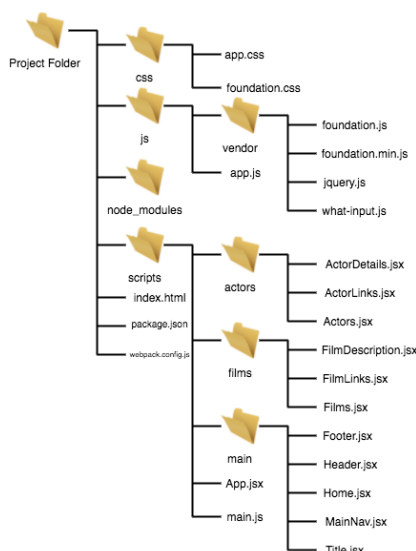 Project Folder
css
app.css
foundation.css
js
vendor
foundation.js
foundation.min.js
jquery.js
what-input.js
app.js
node_modules
scripts
actors
ActorDetails.jsx
ActorLinks.jsx
Actors.jsx
films
FilmDescription.jsx
FilmLinks.jsx
Films.jsx
main
Footer.jsx
Header.jsx
Home.jsx
MainNav.jsx
Title.jsx
App.jsx
main.js
index.html
package.json
webpack.config.js